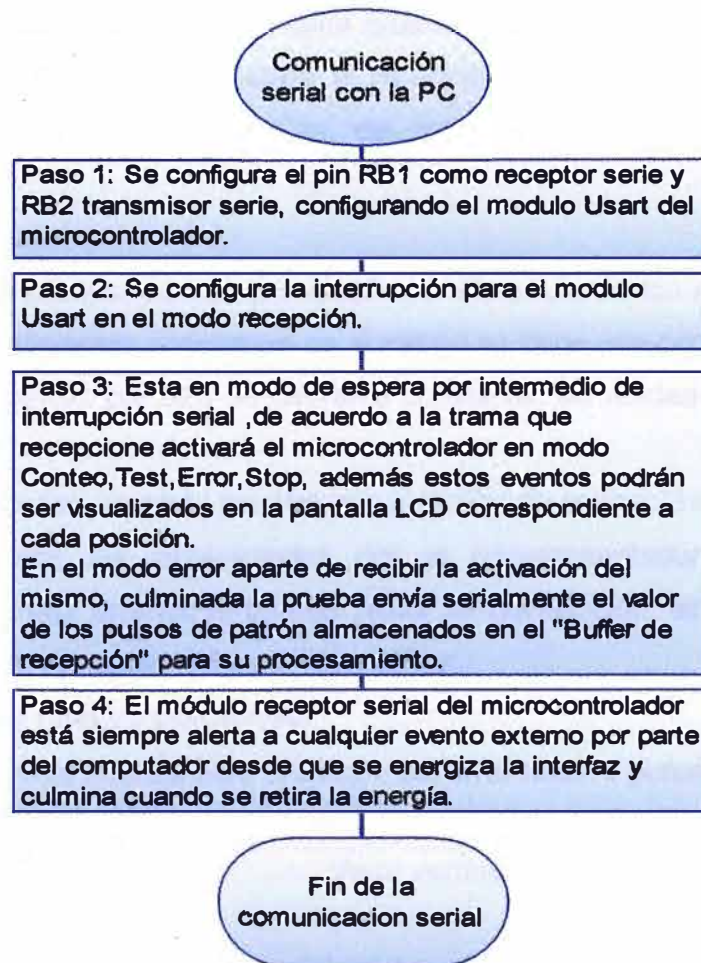 Comunicación
serial con la PC
Paso 1: Se configura el pin RB1 como receptor serie y
RB2 transmisor serie, configurando el modulo Usart del
microcontrolador.
Paso 2: Se configura la interrupción para el modulo
Usart en el modo recepción.
Paso 3: Esta en modo de espera por intermedio de
interrupción serial ,de acuerdo a la trama que
recepcione activará el microcontrolador en modo
Conteo,Test,Error,Stop, además estos eventos podrán
ser visualizados en la pantalla LCD correspondiente a
cada posición.
En el modo error aparte de recibir la activación del
mismo, culminada la prueba envía serialmente el valor
de los pulsos de patrón almacenados en el "Buffer de
recepción" para su procesamiento.
Paso 4: El módulo receptor serial del microcontrolador
está siempre alerta a cualquier evento externo por parte
del computador desde que se energiza la interfaz y
culmina cuando se retira la energía.
Fin de la
comunicacion serial